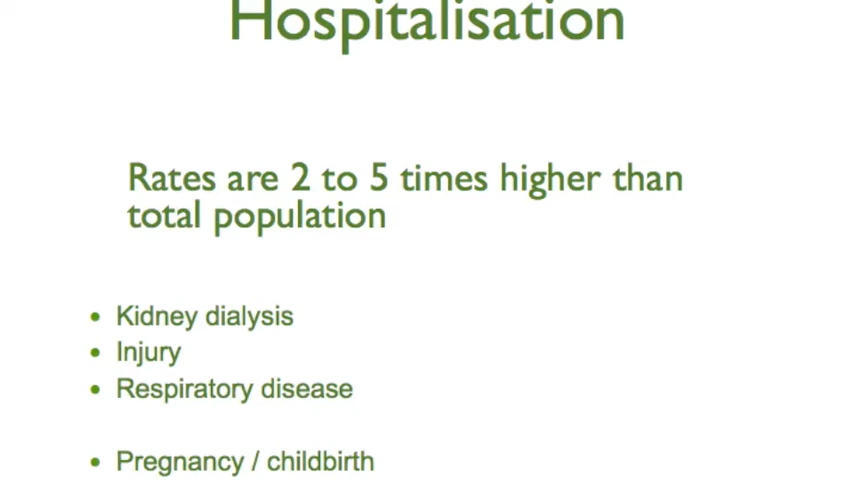 Hospitalisation
Rates are 2 to 5 times higher than
total population
• Kidney dialysis
• Injury
• Respiratory disease
• Pregnancy / childbirth